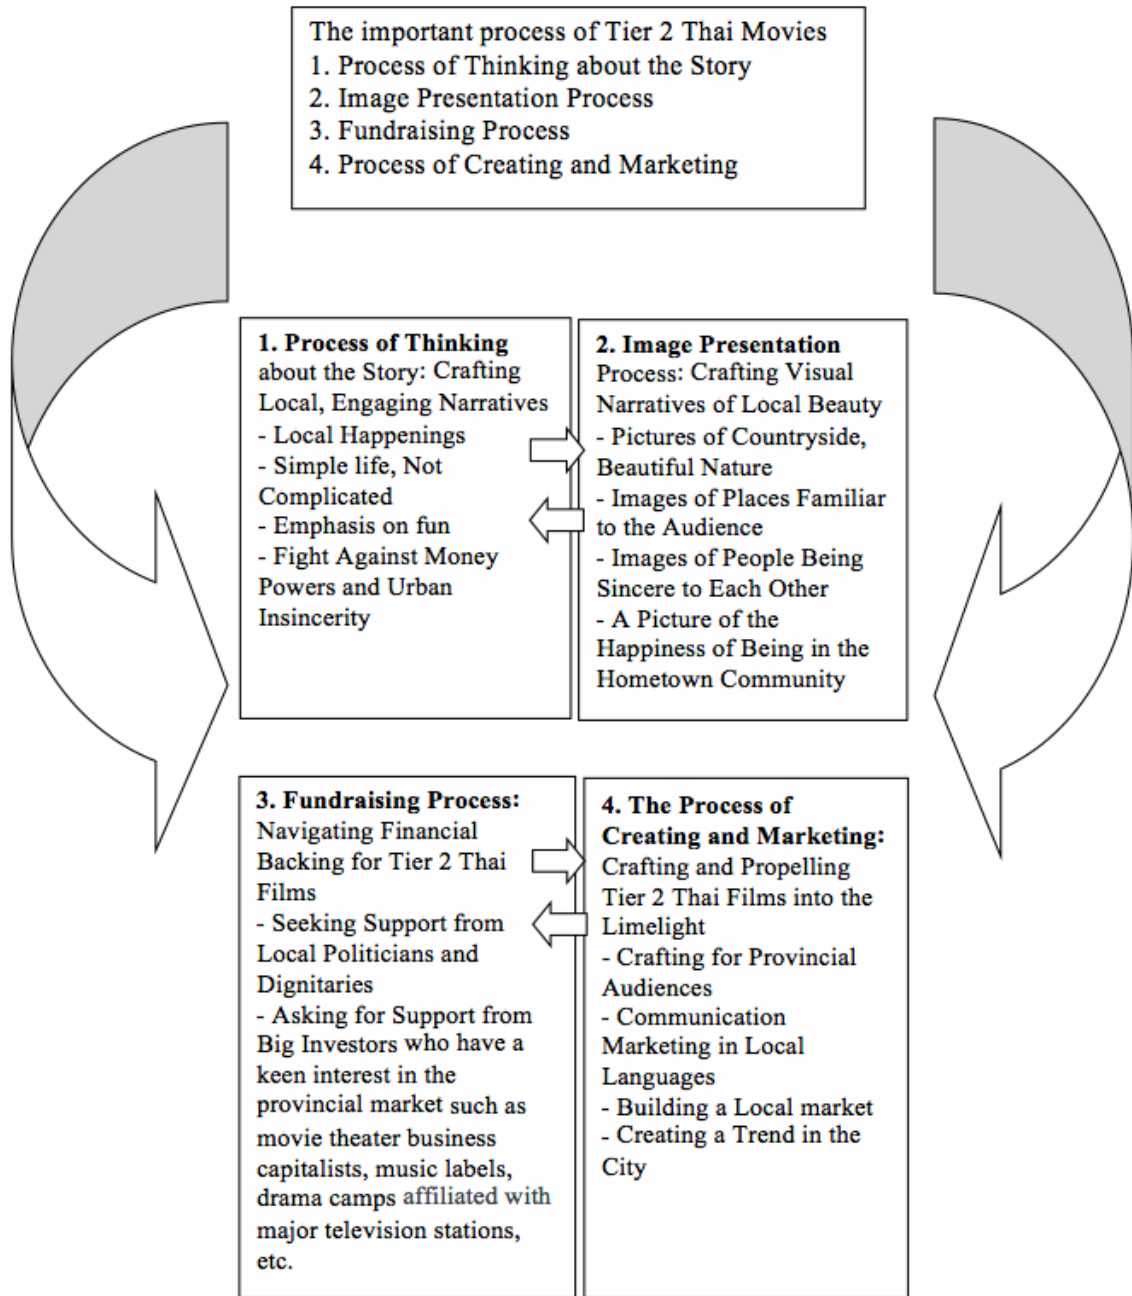 The important process of Tier 2 Thai Movies
1. Process of Thinking about the Story
2. Image Presentation Process
3. Fundraising Process
4. Process of Creating and Marketing
1. Process of Thinking
about the Story: Crafting
Local, Engaging Narratives
- Local Happenings
- Simple life, Not
Complicated
- Emphasis on fun
- Fight Against Money
Powers and Urban
Insincerity
2. Image Presentation
Process: Crafting Visual
Narratives of Local Beauty
- Pictures of Countryside,
Beautiful Nature
- Images of Places Familiar
to the Audience
- Images of People Being
Sincere to Each Other
- A Picture of the
Happiness of Being in the
Hometown Community
3. Fundraising Process:
Navigating Financial
Backing for Tier 2 Thai
Films
- Seeking Support from
Local Politicians and
Dignitaries
- Asking for Support from
Big Investors who have a
keen interest in the
provincial market such as
movie theater business
capitalists, music labels,
drama camps affiliated with
major television stations,
etc.
4. The Process of
Creating and Marketing:
Crafting and Propelling
Tier 2 Thai Films into the
Limelight
- Crafting for Provincial
Audiences
- Communication
Marketing in Local
Languages
- Building a Local market
- Creating a Trend in the
City